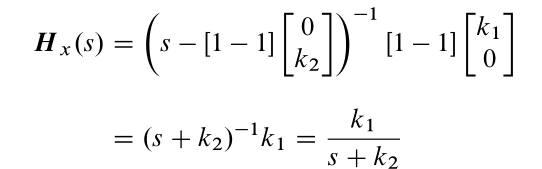 H_x(s) = (s − [1 − 1] [0 k_2])^{−1} [1 − 1] [k_1 0]
= (s + k_2)^{−1} k_1 = k_1 / (s + k_2)